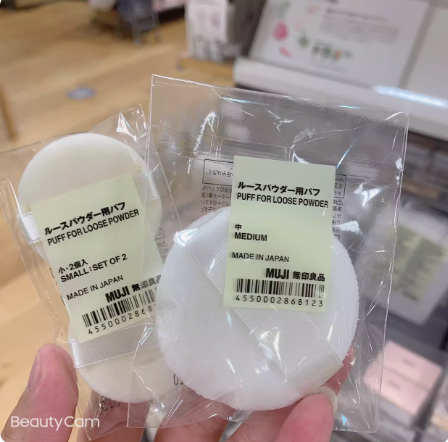 ルースパウダー用パフ
PUFF FOR LOOSE POWDER
小・2個入
SMALL:SET OF 2
MADE IN JAPAN
MUJI 無印良品
4550002868116
ルースパウダー用パフ
PUFF FOR LOOSE POWDER
中
MEDIUM
MADE IN JAPAN
MUJI 無印良品
4550002868123
BeautyCam